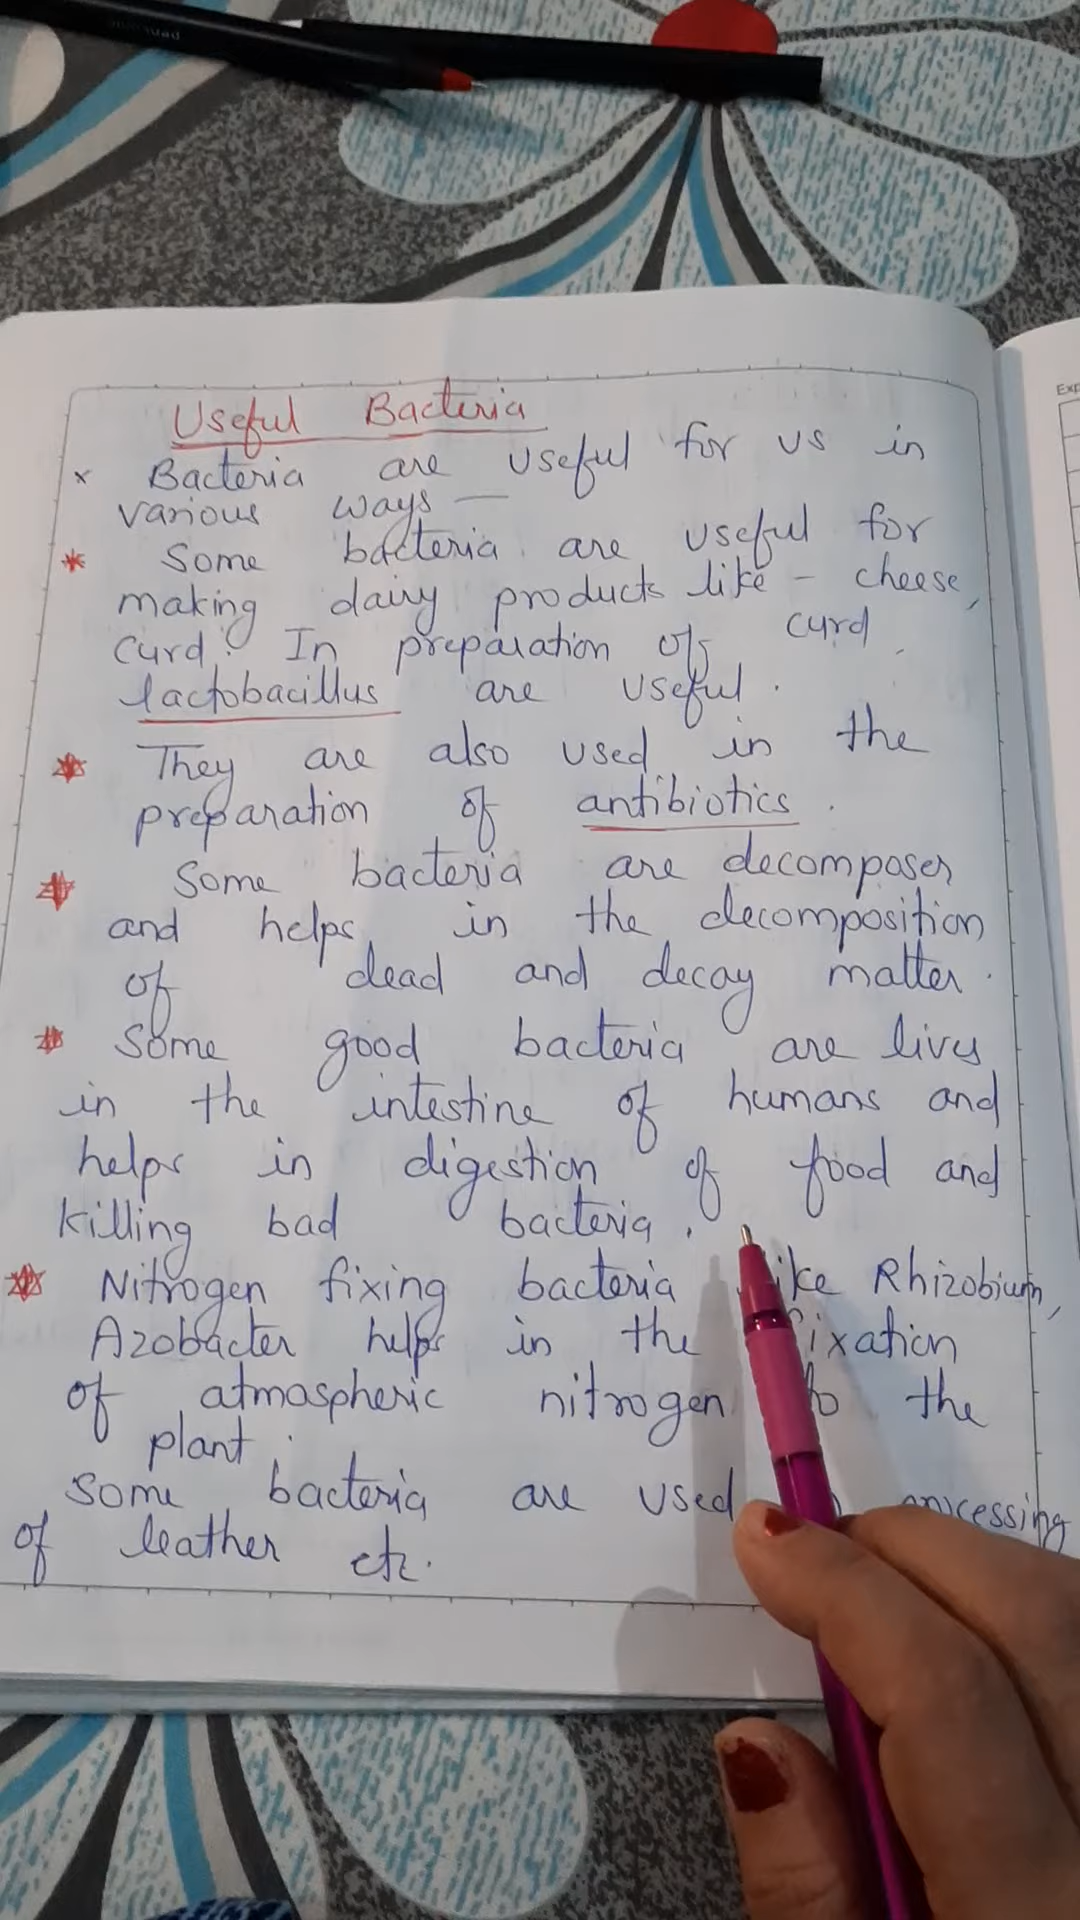 Useful Bacteria
x Bacteria are useful for us in
various ways —
* Some bacteria are useful for
making dairy products like - cheese,
Curd. In preparation of curd
lactobacillus are useful.
* They are also used in the
preparation of antibiotics.
* Some bacteria are decomposer
and helps in the decomposition
of dead and decay matter.
* Some good bacteria are lives
in the intestine of humans and
helps in digestion of food and
killing bad bacteria.
* Nitrogen fixing bacteria like Rhizobium,
Azobacter helps in the fixation
of atmospheric nitrogen to the
plant.
Some bacteria are used processing
of leather etc.